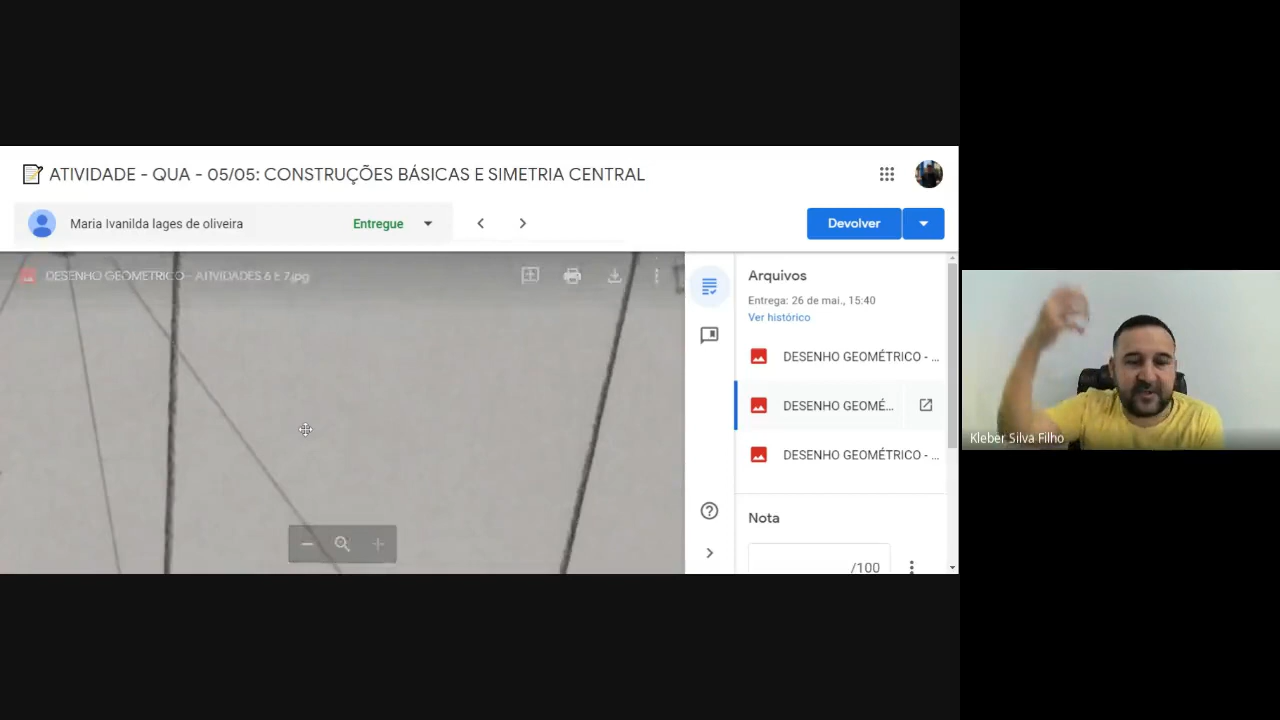 ATIVIDADE - QUA - 05/05: CONSTRUÇÕES BÁSICAS E SIMETRIA CENTRAL
Maria Ivanilda lages de oliveira
Entregue
Devolver
DESENHO GEOMETRICO - ATIVIDADES 6 E 7.jpg
Arquivos
Entrega: 26 de mai., 15:40
Ver histórico
DESENHO GEOMÉTRICO - ...
DESENHO GEOMÉ...
DESENHO GEOMÉTRICO - ...
Nota
/100
Kleber Silva Filho